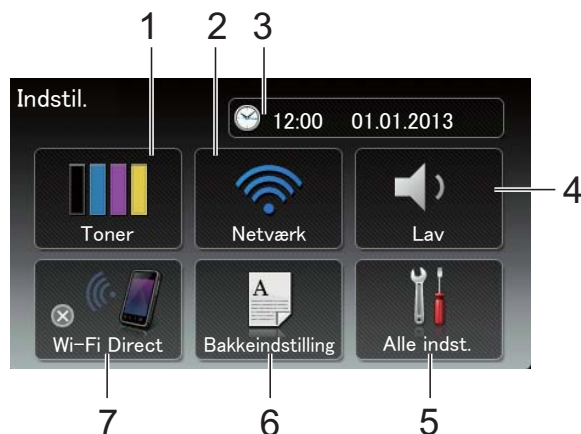 1 2 3
Indstil.
12:00 01.01.2013
4
Toner Netværk Lav
A
Wi-Fi Direct Bakkeindstilling Alle indst.
7 6 5